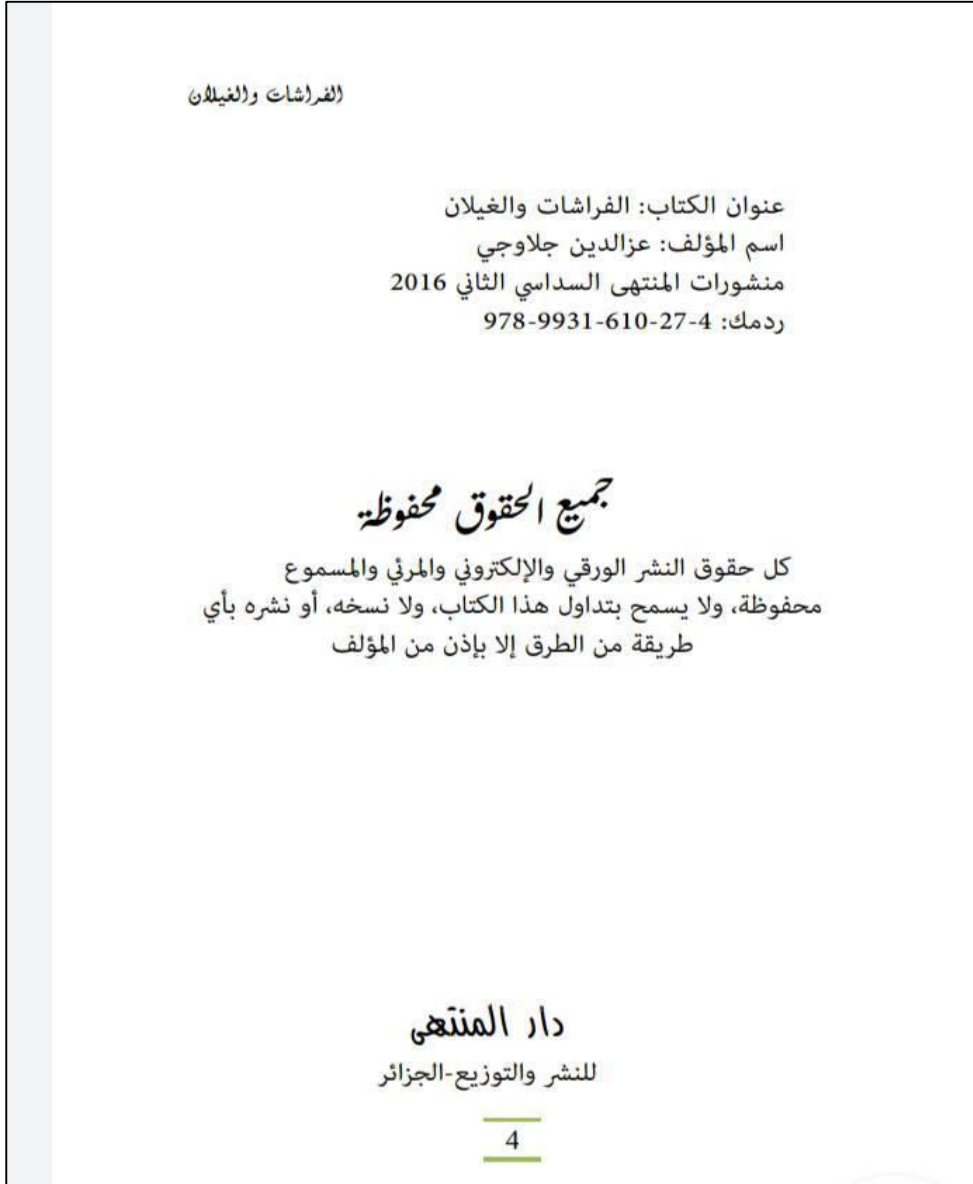 الفراشات والغيلان
عنوان الكتاب: الفراشات والغيلان
اسم المؤلف: عزالدين جلاوجي
منشورات المنتهى السداسي الثاني 2016
ردمك: 4-27-610-9931-978
جميع الحقوق محفوظة
كل حقوق النشر الورقي والإلكتروني والمرئي والمسموع
محفوظة، ولا يسمح بتداول هذا الكتاب، ولا نسخه، أو نشره بأي
طريقة من الطرق إلا بإذن من المؤلف
دار المنتهى
للنشر والتوزيع-الجزائر
4